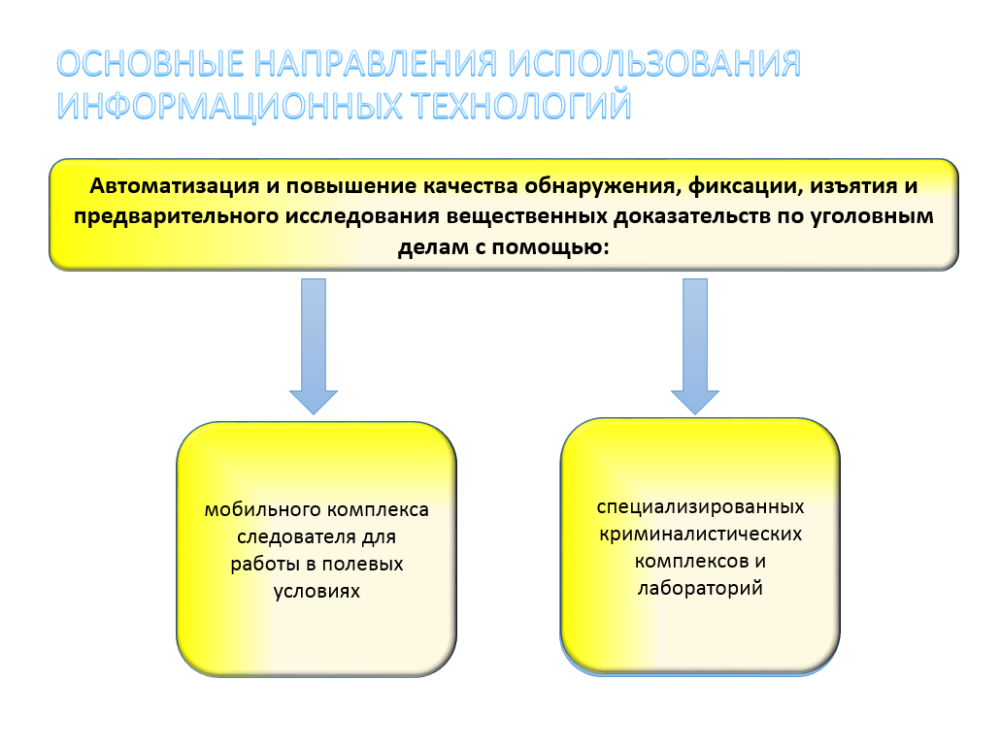 ОСНОВНЫЕ НАПРАВЛЕНИЯ ИСПОЛЬЗОВАНИЯ
ИНФОРМАЦИОННЫХ ТЕХНОЛОГИЙ
Автоматизация и повышение качества обнаружения, фиксации, изъятия и
предварительного исследования вещественных доказательств по уголовным
делам с помощью:
мобильного комплекса
следователя для
работы в полевых
условиях
специализированных
криминалистических
комплексов и
лабораторий